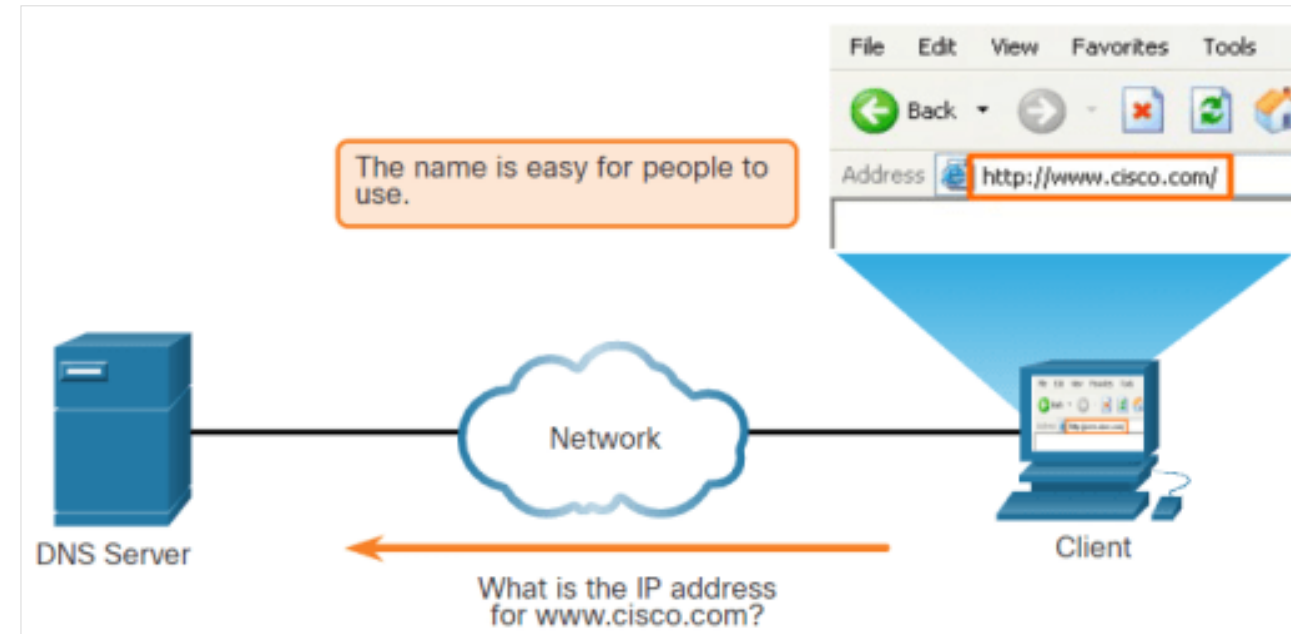 File Edit View Favorites Tools
Back
Address http://www.cisco.com/
The name is easy for people to
use.
Network
DNS Server
Client
What is the IP address
for www.cisco.com?